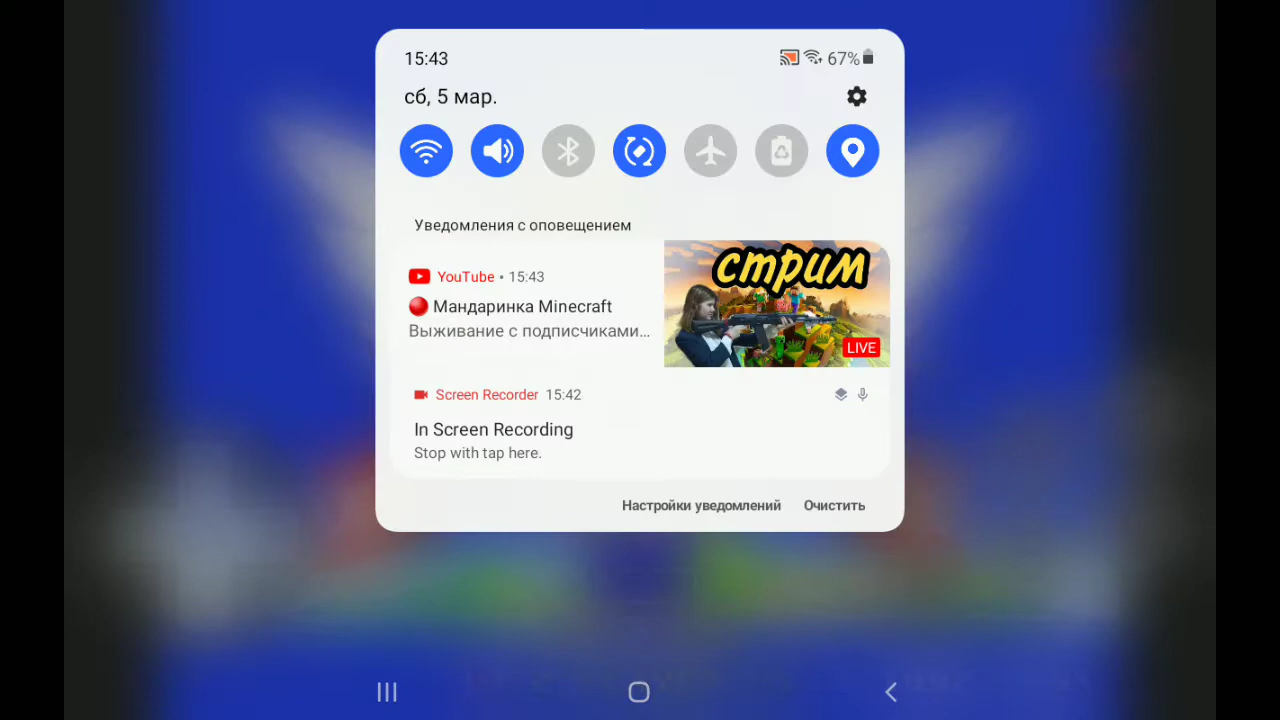 15:43
67%
сб, 5 мар.
Уведомления с оповещением
YouTube • 15:43
🔴 Мандаринка Minecraft
Выживание с подписчиками...
стрим
LIVE
Screen Recorder 15:42
In Screen Recording
Stop with tap here.
Настройки уведомлений Очистить